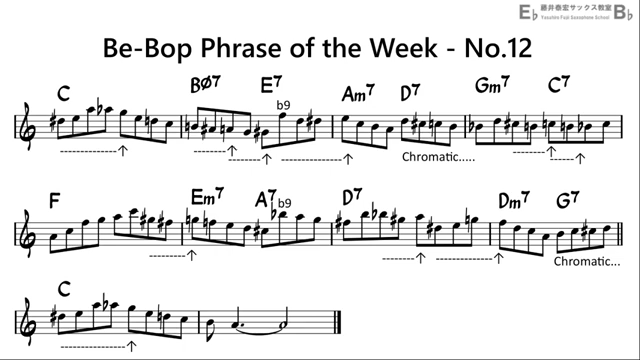 E♭ 藤井泰宏サックス教室 B♭
Yasuhiro Fujii Saxophone School
Be-Bop Phrase of the Week - No.12
C BØ7 E7 b9 Am7 D7 Gm7 C7
Chromatic.....
F Em7 A7 b9 D7 Dm7 G7
Chromatic...
C